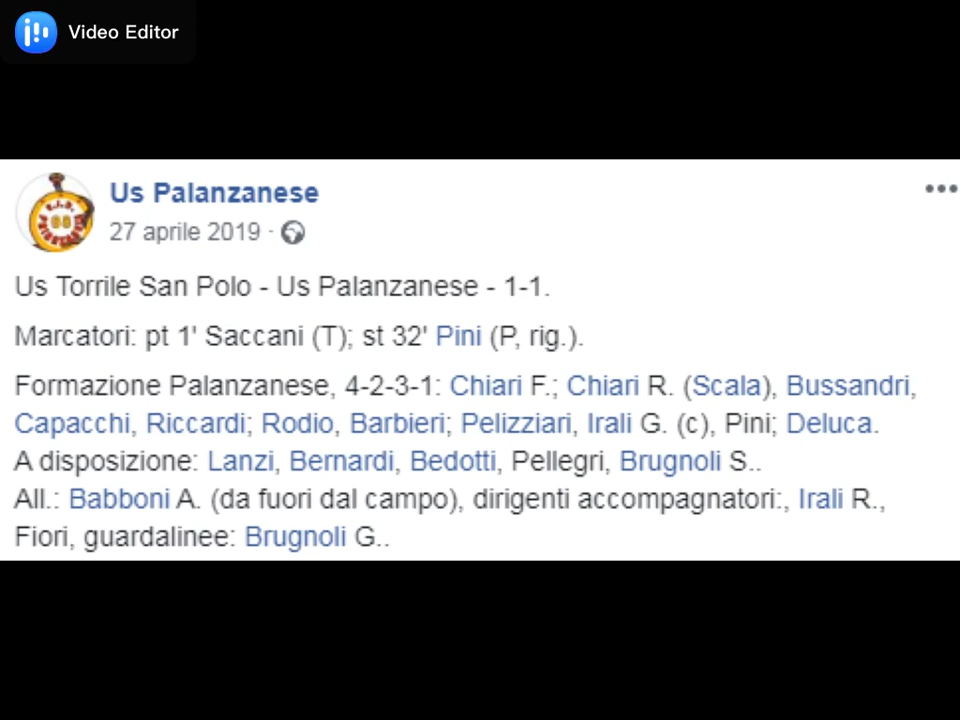 Video Editor
Us Palanzanese
27 aprile 2019 ·
Us Torrile San Polo - Us Palanzanese - 1-1.
Marcatori: pt 1' Saccani (T); st 32' Pini (P, rig.).
Formazione Palanzanese, 4-2-3-1: Chiari F.; Chiari R. (Scala), Bussandri,
Capacchi, Riccardi; Rodio, Barbieri; Pelizziari, Irali G. (c), Pini; Deluca.
A disposizione: Lanzi, Bernardi, Bedotti, Pellegri, Brugnoli S..
All.: Babboni A. (da fuori dal campo), dirigenti accompagnatori:, Irali R.,
Fiori, guardalinee: Brugnoli G..